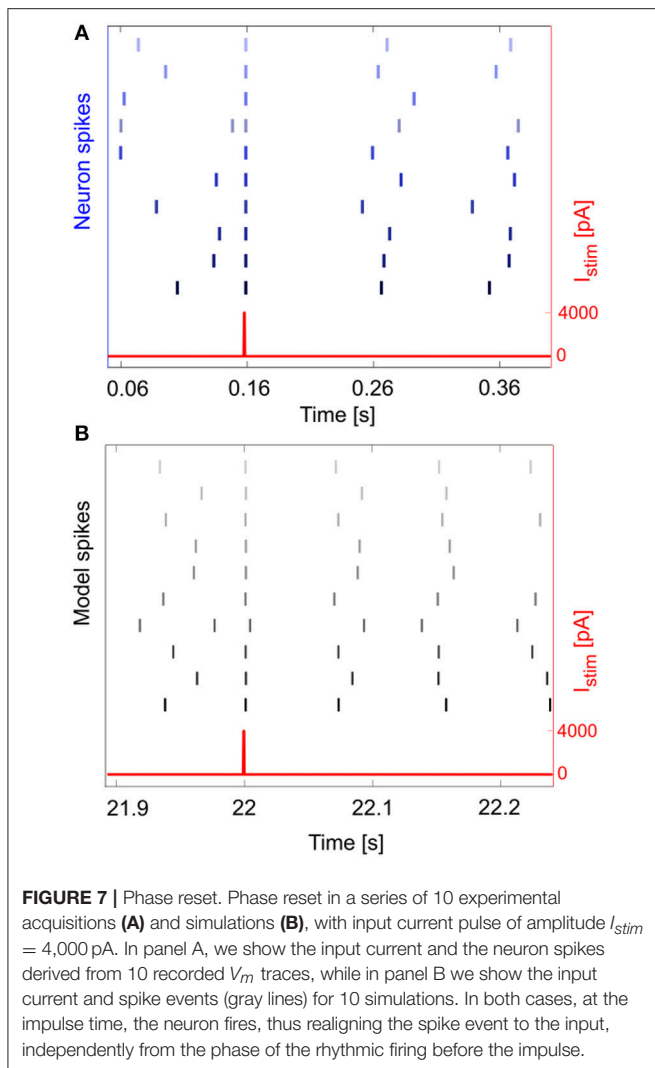 A
Neuron spikes
I_stim [pA]
4000
0
0.06 0.16 0.26 0.36
Time [s]
B
Model spikes
I_stim [pA]
4000
0
21.9 22 22.1 22.2
Time [s]
FIGURE 7 | Phase reset. Phase reset in a series of 10 experimental
acquisitions (A) and simulations (B), with input current pulse of amplitude I_stim
= 4,000 pA. In panel A, we show the input current and the neuron spikes
derived from 10 recorded V_m traces, while in panel B we show the input
current and spike events (gray lines) for 10 simulations. In both cases, at the
impulse time, the neuron fires, thus realigning the spike event to the input,
independently from the phase of the rhythmic firing before the impulse.